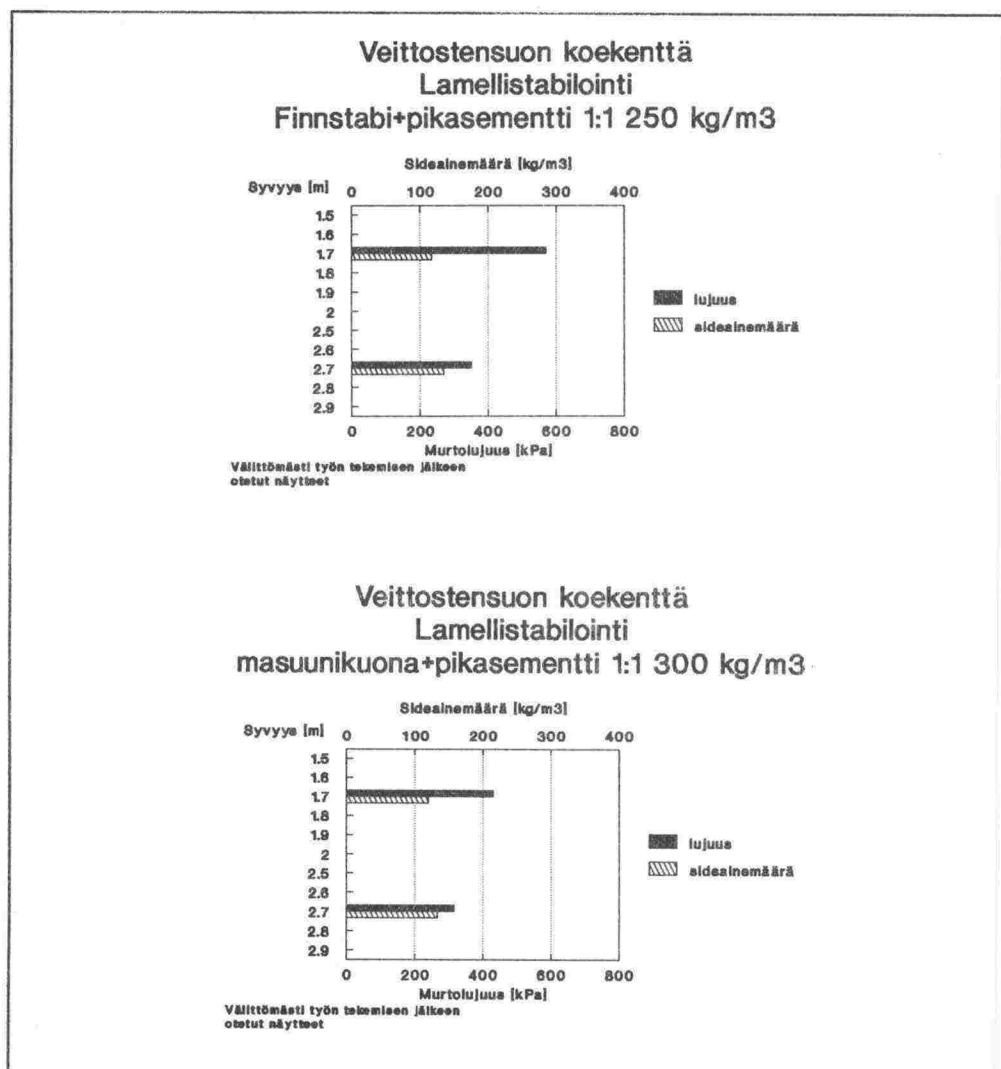 Veittostensuon koekenttä
Lamellistabilointi
Finnstabi+pikasementti 1:1 250 kg/m3
Sideainemäärä [kg/m3]
Syvyys [m] 0 100 200 300 400
1.5
1.6
1.7
1.8
1.9
2
2.5
2.6
2.7
2.8
2.9
lujuus
sideainemäärä
0 200 400 600 800
Murtolujuus [kPa]
Välittömästi työn tekemisen jälkeen
otetut näytteet
Veittostensuon koekenttä
Lamellistabilointi
masuunikuona+pikasementti 1:1 300 kg/m3
Sideainemäärä [kg/m3]
Syvyys [m] 0 100 200 300 400
1.5
1.6
1.7
1.8
1.9
2
2.5
2.6
2.7
2.8
2.9
lujuus
sideainemäärä
0 200 400 600 800
Murtolujuus [kPa]
Välittömästi työn tekemisen jälkeen
otetut näytteet